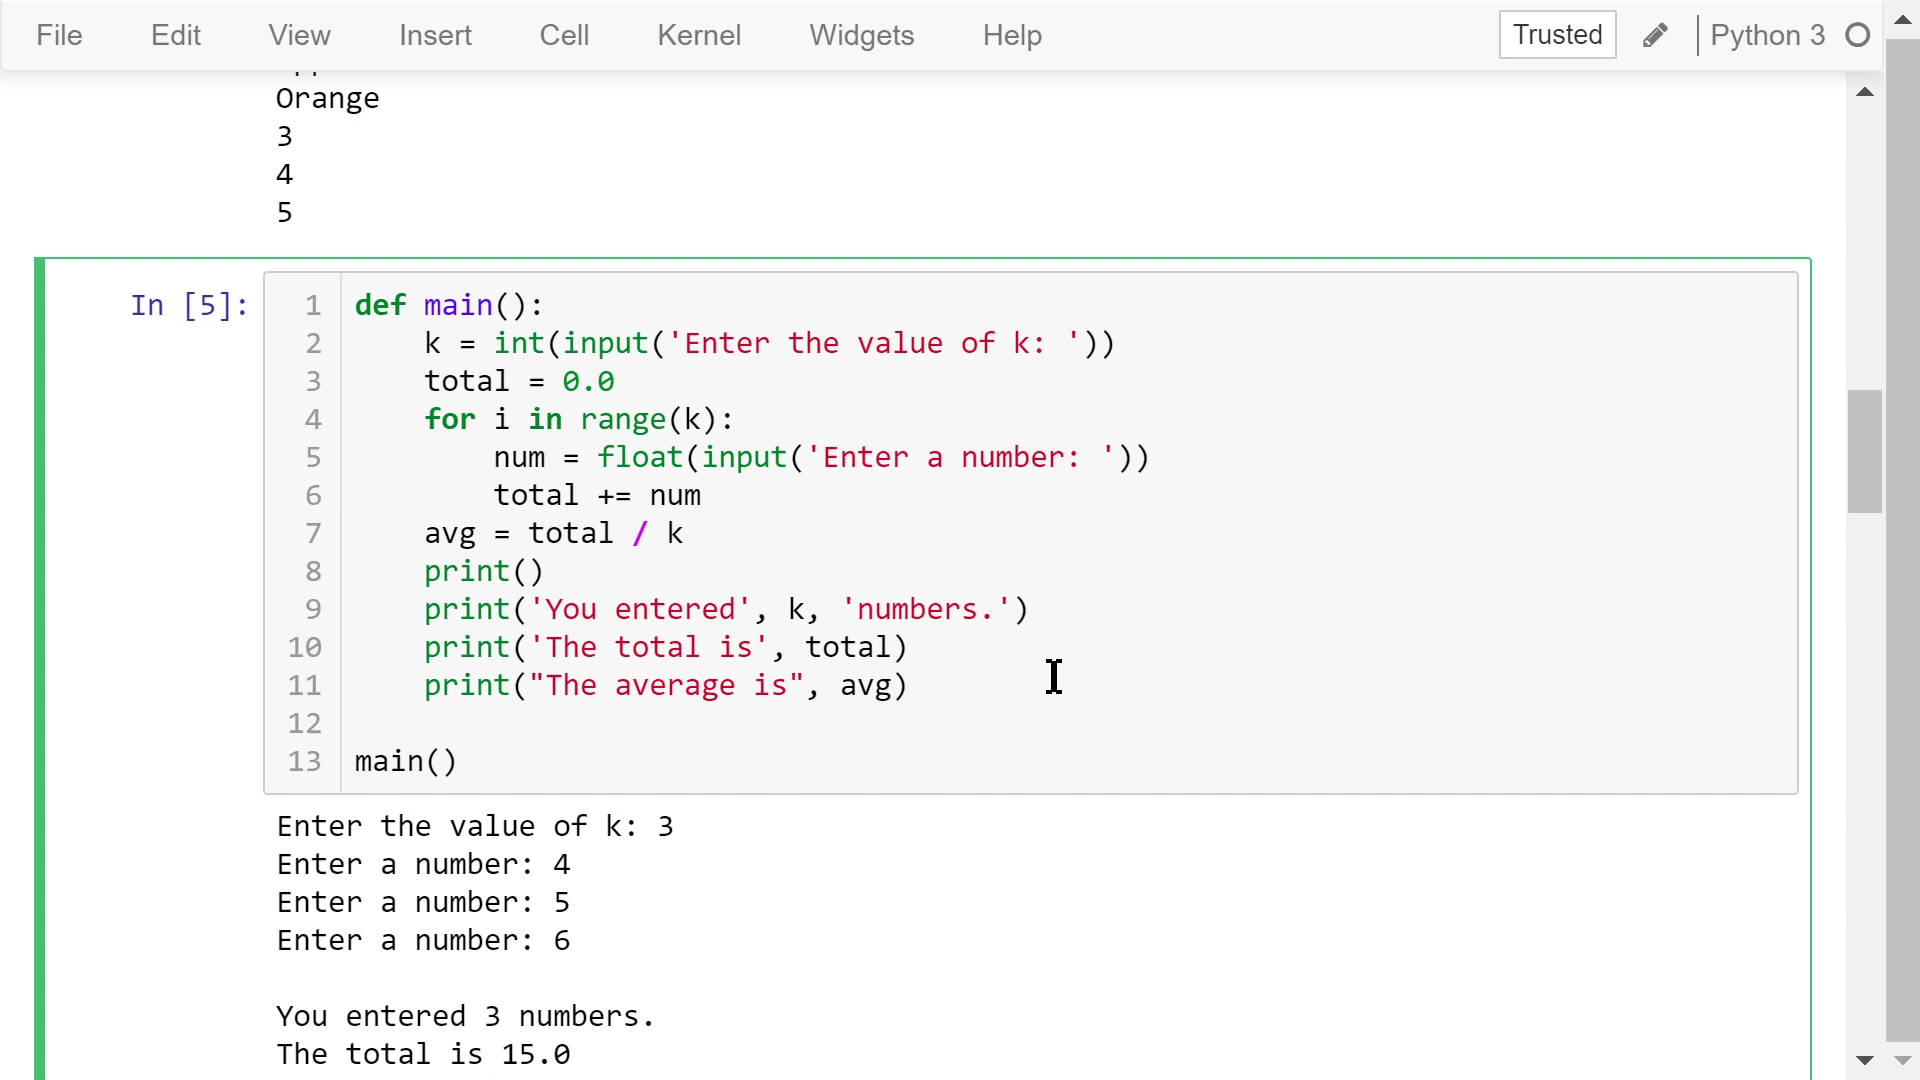 File Edit View Insert Cell Kernel Widgets Help Trusted Python 3
Orange
3
4
5
In [5]:
1 def main():
2     k = int(input('Enter the value of k: '))
3     total = 0.0
4     for i in range(k):
5         num = float(input('Enter a number: '))
6         total += num
7     avg = total / k
8     print()
9     print('You entered', k, 'numbers.')
10     print('The total is', total)
11     print("The average is", avg)
12
13 main()
Enter the value of k: 3
Enter a number: 4
Enter a number: 5
Enter a number: 6
You entered 3 numbers.
The total is 15.0